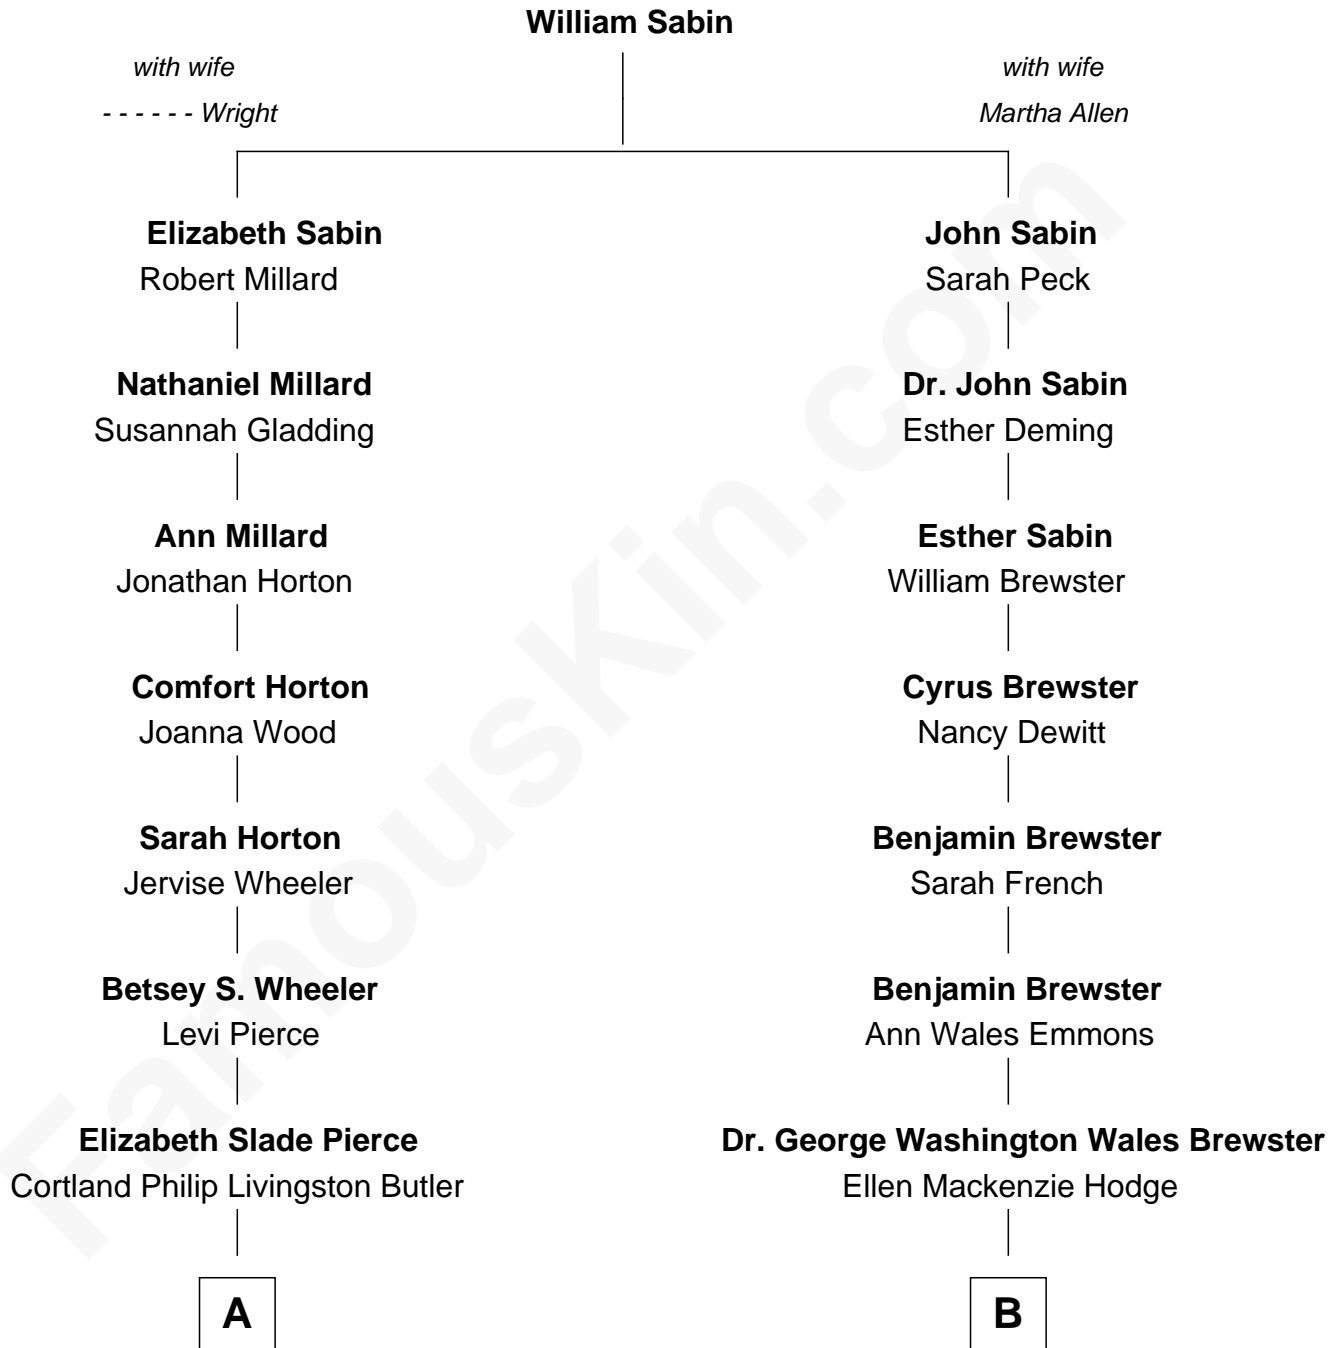 William Sabin
with wife
- - - - - - Wright
with wife
Martha Allen
Elizabeth Sabin
Robert Millard
John Sabin
Sarah Peck
Nathaniel Millard
Susannah Gladding
Dr. John Sabin
Esther Deming
Ann Millard
Jonathan Horton
Esther Sabin
William Brewster
Comfort Horton
Joanna Wood
Cyrus Brewster
Nancy Dewitt
Sarah Horton
Jervise Wheeler
Benjamin Brewster
Sarah French
Betsey S. Wheeler
Levi Pierce
Benjamin Brewster
Ann Wales Emmons
Elizabeth Slade Pierce
Cortland Philip Livingston Butler
Dr. George Washington Wales Brewster
Ellen Mackenzie Hodge
A
B
FamousKin.com